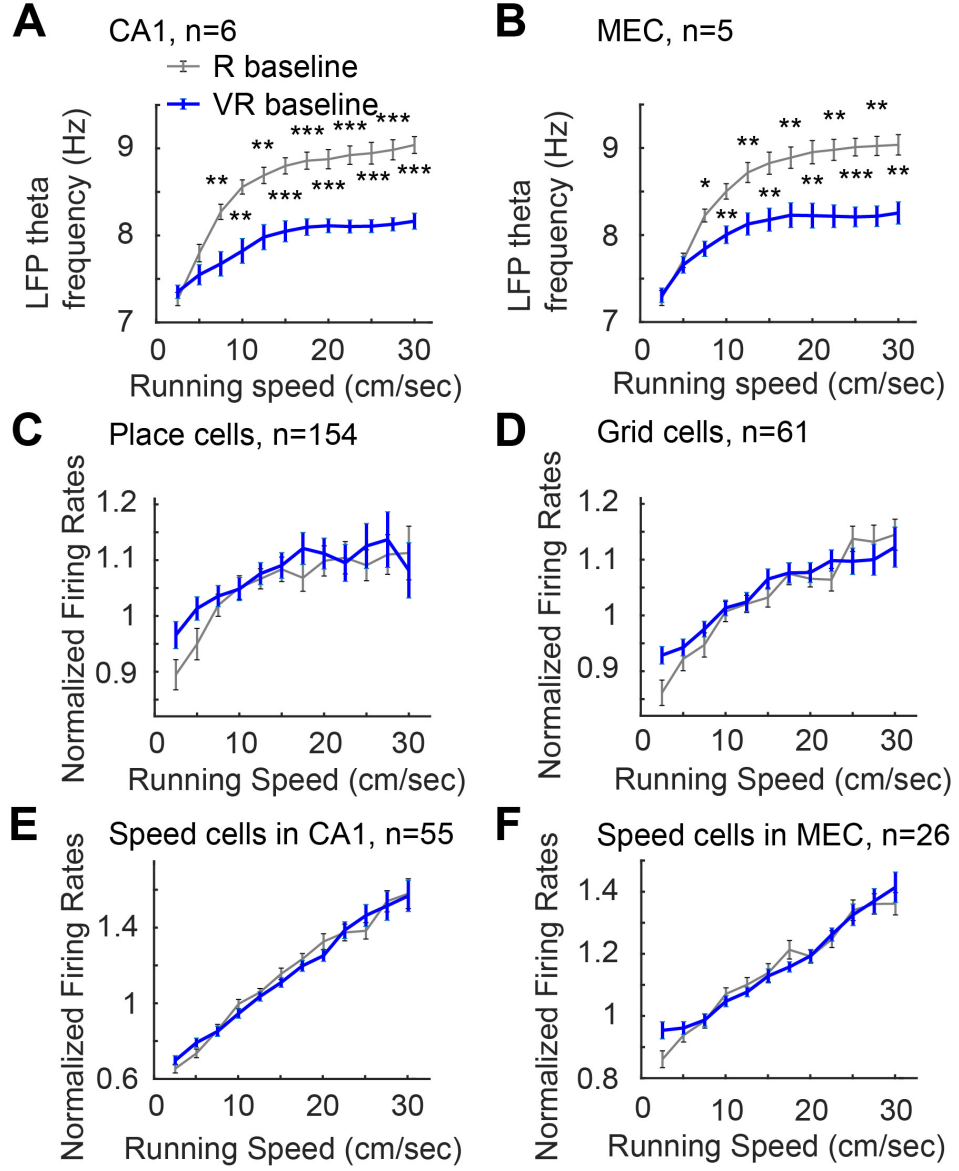 A CA1, n=6
R baseline
VR baseline
LFP theta
frequency (Hz)
9
8
7
** ** ** *** *** *** *** *** *** ***
0 10 20 30
Running speed (cm/sec)
B MEC, n=5
LFP theta
frequency (Hz)
9
8
7
* ** ** ** ** ** ** *** ** **
0 10 20 30
Running speed (cm/sec)
C Place cells, n=154
Normalized Firing Rates
1.2
1.1
1
0.9
0 10 20 30
Running Speed (cm/sec)
D Grid cells, n=61
Normalized Firing Rates
1.2
1.1
1
0.9
0 10 20 30
Running Speed (cm/sec)
E Speed cells in CA1, n=55
Normalized Firing Rates
1.4
1
0.6
0 10 20 30
Running Speed (cm/sec)
F Speed cells in MEC, n=26
Normalized Firing Rates
1.4
1.2
1
0.8
0 10 20 30
Running Speed (cm/sec)